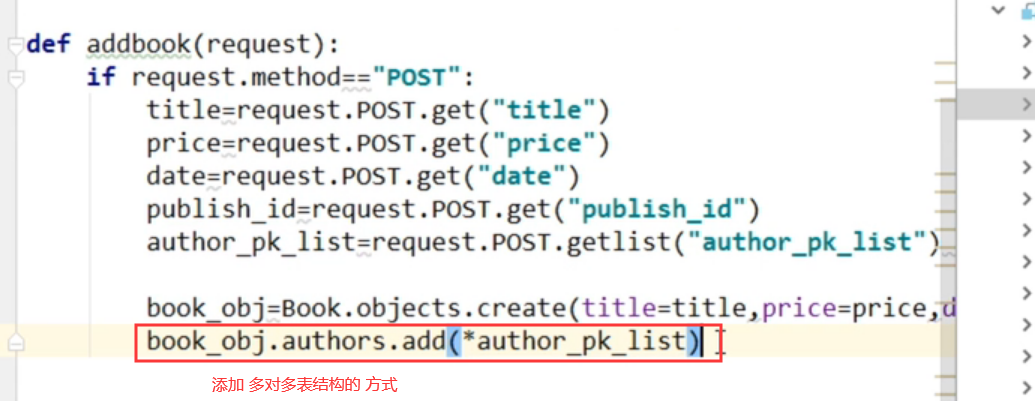 def addbook(request):
if request.method=="POST":
title=request.POST.get("title")
price=request.POST.get("price")
date=request.POST.get("date")
publish_id=request.POST.get("publish_id")
author_pk_list=request.POST.getlist("author_pk_list")
book_obj=Book.objects.create(title=title,price=price,d
book_obj.authors.add(*author_pk_list)
添加 多对多表结构的 方式